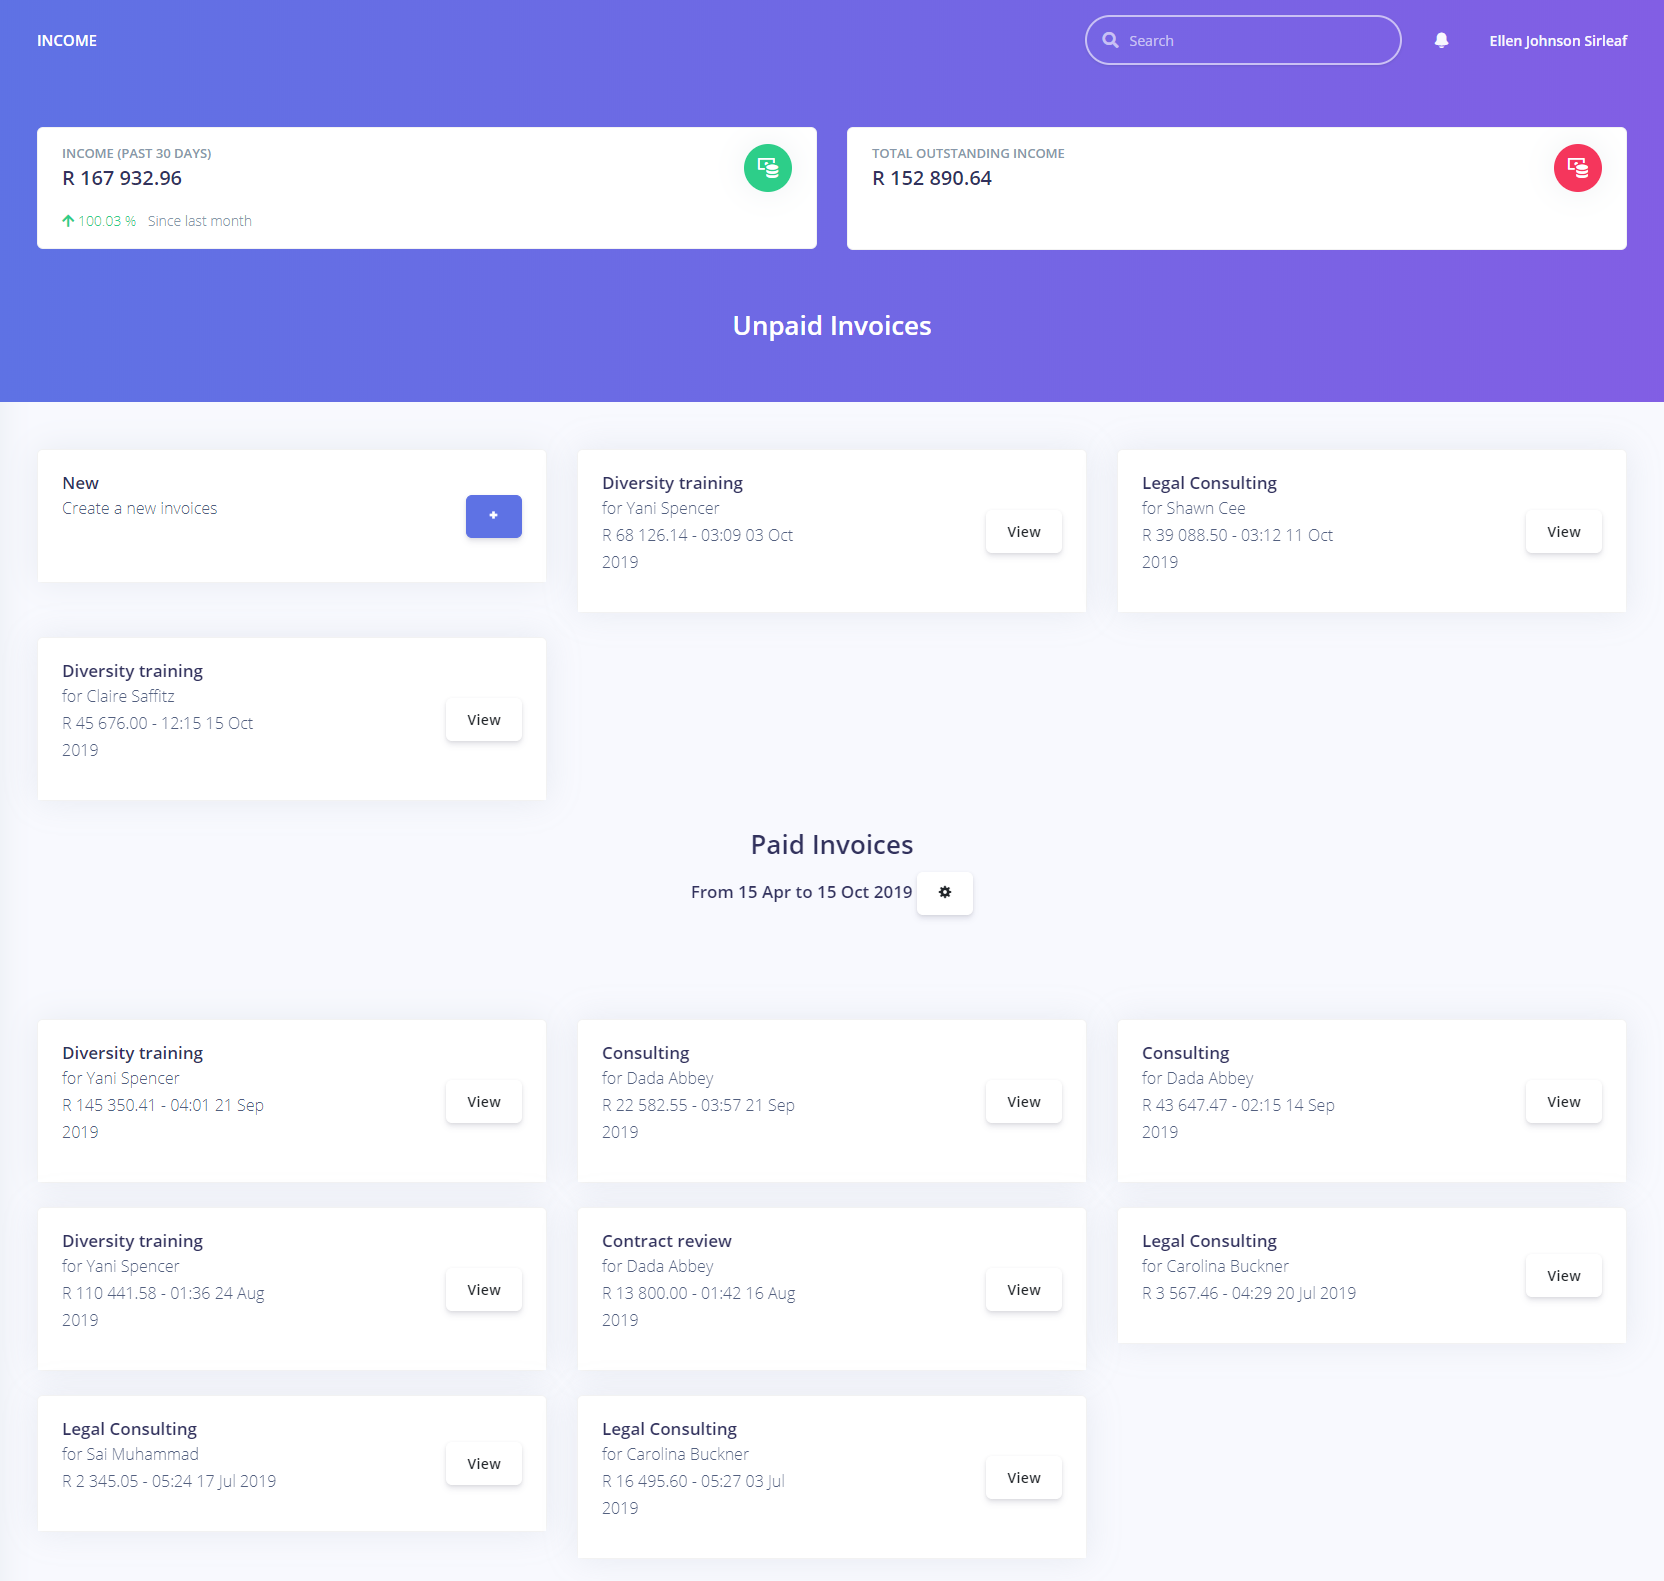 INCOME
Search
Ellen Johnson Sirleaf
INCOME (PAST 30 DAYS)
R 167 932.96
100.03 % Since last month
TOTAL OUTSTANDING INCOME
R 152 890.64
Unpaid Invoices
New
Create a new invoices
+
Diversity training
for Yani Spencer
R 68 126.14 - 03:09 03 Oct
2019
View
Legal Consulting
for Shawn Cee
R 39 088.50 - 03:12 11 Oct
2019
View
Diversity training
for Claire Saffitz
R 45 676.00 - 12:15 15 Oct
2019
View
Paid Invoices
From 15 Apr to 15 Oct 2019
Diversity training
for Yani Spencer
R 145 350.41 - 04:01 21 Sep
2019
View
Consulting
for Dada Abbey
R 22 582.55 - 03:57 21 Sep
2019
View
Consulting
for Dada Abbey
R 43 647.47 - 02:15 14 Sep
2019
View
Diversity training
for Yani Spencer
R 110 441.58 - 01:36 24 Aug
2019
View
Contract review
for Dada Abbey
R 13 800.00 - 01:42 16 Aug
2019
View
Legal Consulting
for Carolina Buckner
R 3 567.46 - 04:29 20 Jul 2019
View
Legal Consulting
for Sai Muhammad
R 2 345.05 - 05:24 17 Jul 2019
View
Legal Consulting
for Carolina Buckner
R 16 495.60 - 05:27 03 Jul
2019
View